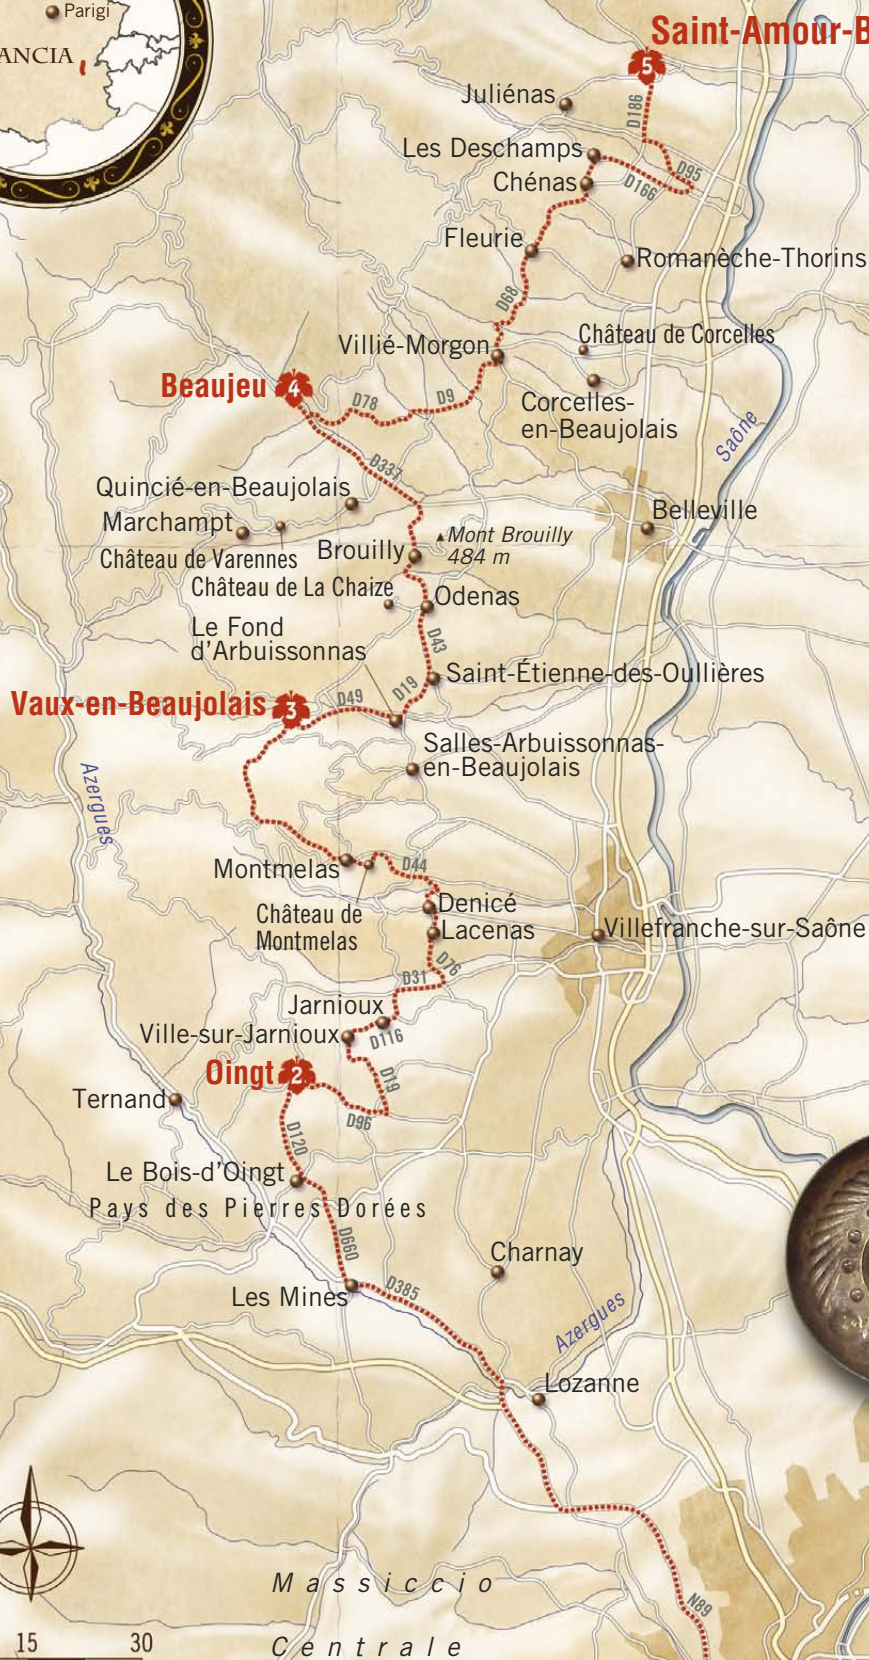 Parigi
Saint-Amour-B
ANCIA
5
Juliénas
D186
Les Deschamps
D95
Chénas
D166
Fleurie
Romanèche-Thorins
D68
Château de Corcelles
Villié-Morgon
Beaujeu
4
D78
D9
Corcelles-
en-Beaujolais
Saône
D337
Quincié-en-Beaujolais
Belleville
Marchampt
Mont Brouilly
484 m
Brouilly
Château de Varennes
Château de La Chaize
Odenas
Le Fond
d'Arbuissonnas
D43
Saint-Étienne-des-Oullières
D19
D49
Vaux-en-Beaujolais
3
Salles-Arbuissonnas-
en-Beaujolais
Azergues
Montmelas
D44
Château de
Montmelas
Denicé
Lacenas
Villefranche-sur-Saône
D76
D31
Jarnioux
Ville-sur-Jarnioux
D116
Oingt
2
D19
Ternand
D96
D120
Le Bois-d'Oingt
Pays des Pierres Dorées
D660
Charnay
Les Mines
D385
Azergues
Lozanne
Massiccio
Centrale
N89
15
30